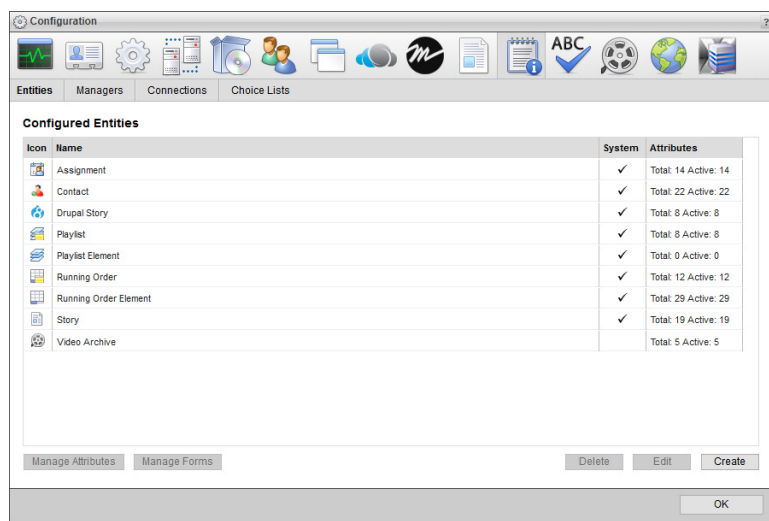 Configuration ?
ABC
Entities Managers Connections Choice Lists
Configured Entities
Icon Name System Attributes
Assignment ✓ Total: 14 Active: 14
Contact ✓ Total: 22 Active: 22
Drupal Story ✓ Total: 8 Active: 8
Playlist ✓ Total: 8 Active: 8
Playlist Element ✓ Total: 0 Active: 0
Running Order ✓ Total: 12 Active: 12
Running Order Element ✓ Total: 29 Active: 29
Story ✓ Total: 19 Active: 19
Video Archive Total: 5 Active: 5
Manage Attributes Manage Forms Delete Edit Create
OK